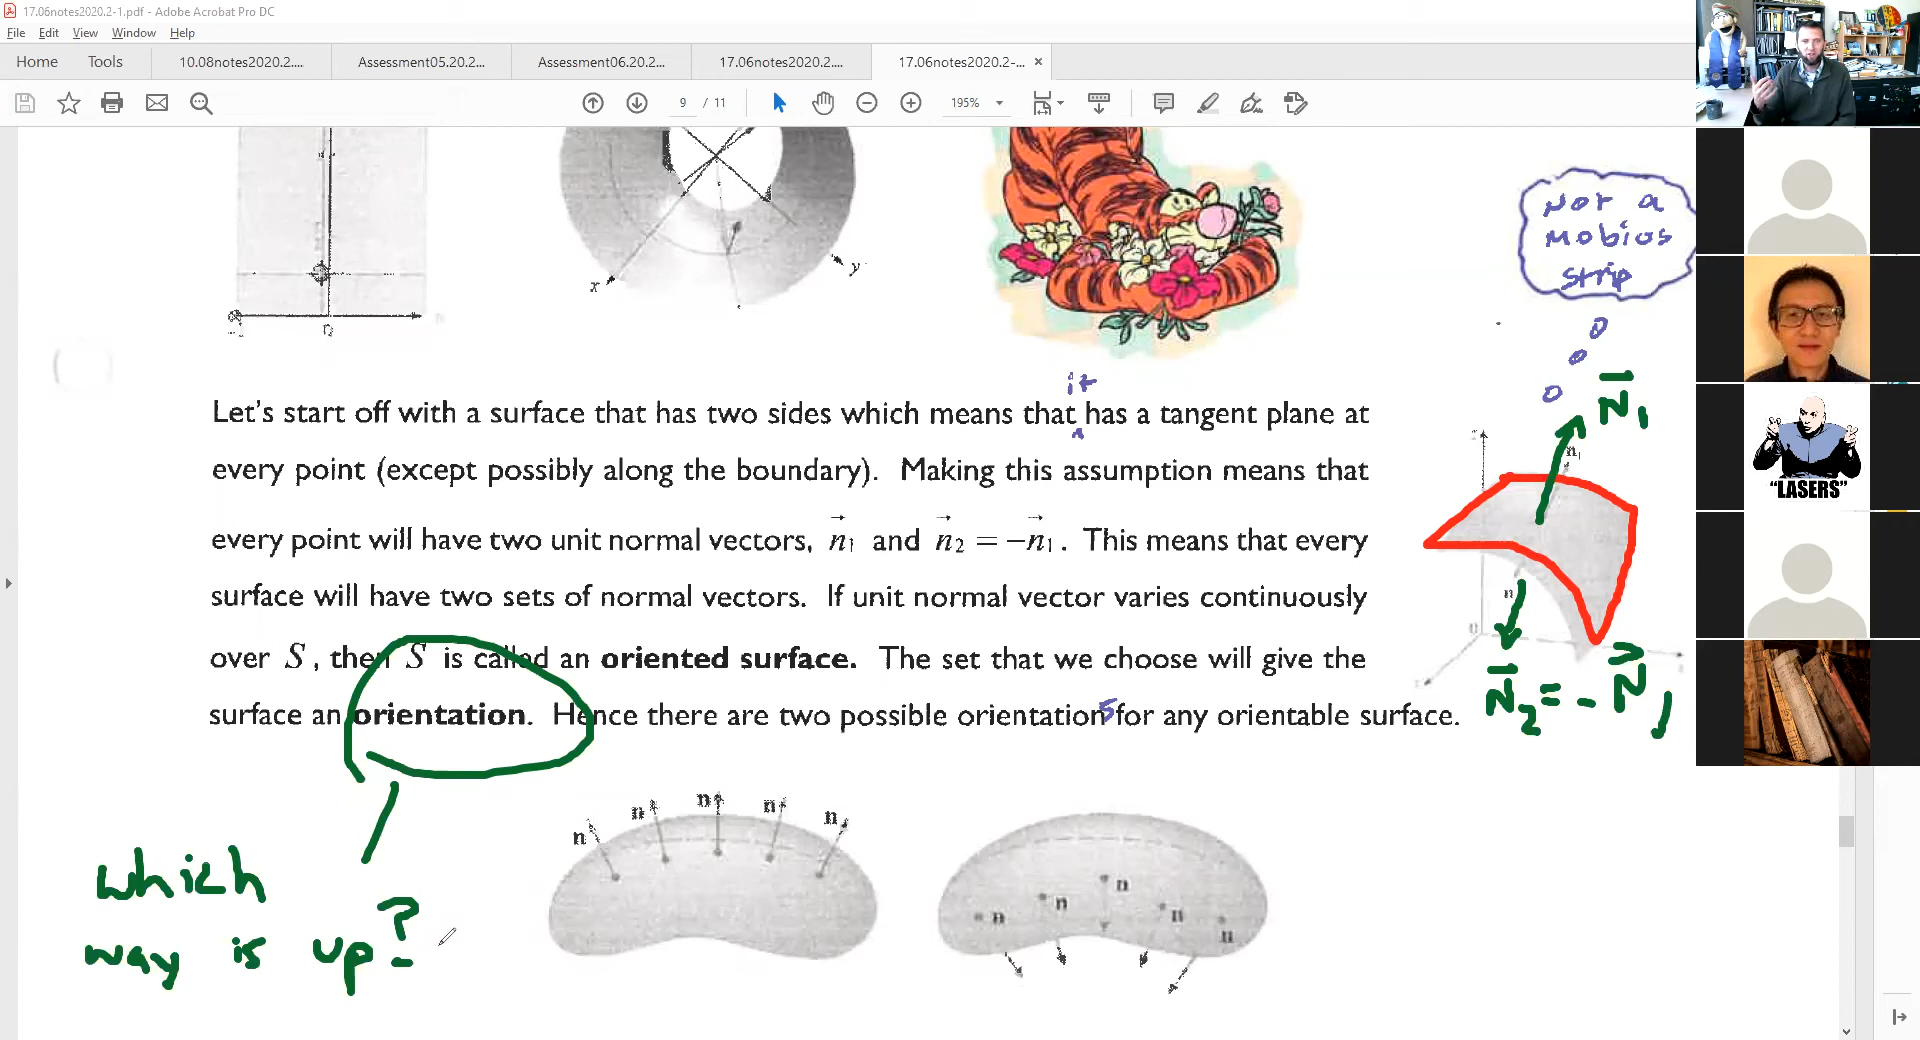 17.06notes2020.2-1.pdf - Adobe Acrobat Pro DC
File Edit View Window Help
Home Tools 10.08notes2020.2.... Assessment05.20.2... Assessment06.20.2... 17.06notes2020.2.... 17.06notes2020.2-... ×
9 / 11 195%
x
y
Not a
Mobius
Strip
it
Let's start off with a surface that has two sides which means that has a tangent plane at
every point (except possibly along the boundary). Making this assumption means that
every point will have two unit normal vectors, n⃗1 and n⃗2 = −n⃗1. This means that every
surface will have two sets of normal vectors. If unit normal vector varies continuously
over S, then S is called an oriented surface. The set that we choose will give the
surface an orientation. Hence there are two possible orientations for any orientable surface.
N1
n1
0
N2 = - N1
which
way is up?
n n n n n
n n n n n
"LASERS"